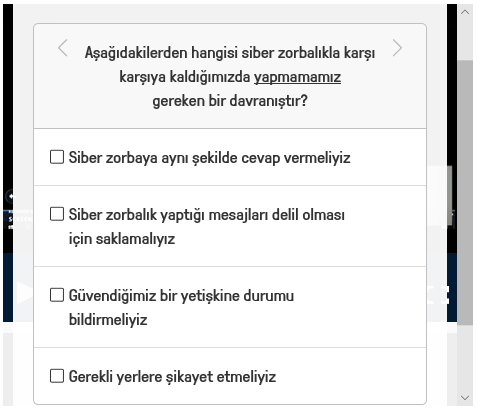 Aşağıdakilerden hangisi siber zorbalıkla karşı
karşıya kaldığımızda yapmamamız
gereken bir davranıştır?
Siber zorbaya aynı şekilde cevap vermeliyiz
Siber zorbalık yaptığı mesajları delil olması
için saklamalıyız
Güvendiğimiz bir yetişkine durumu
bildirmeliyiz
Gerekli yerlere şikayet etmeliyiz